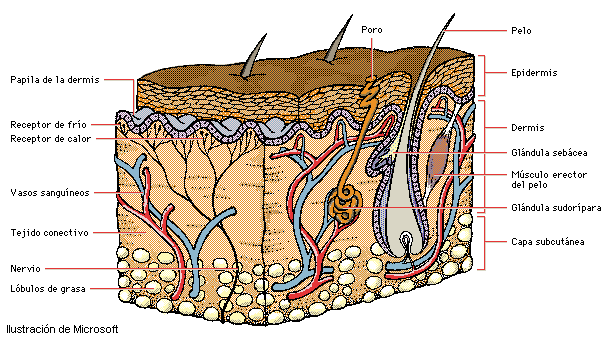 Poro
Pelo
Epidermis
Papila de la dermis
Receptor de frío
Receptor de calor
Vasos sanguíneos
Tejido conectivo
Nervio
Lóbulos de grasa
Dermis
Glándula sebácea
Músculo erector
del pelo
Glándula sudorípara
Capa subcutánea
Ilustración de Microsoft